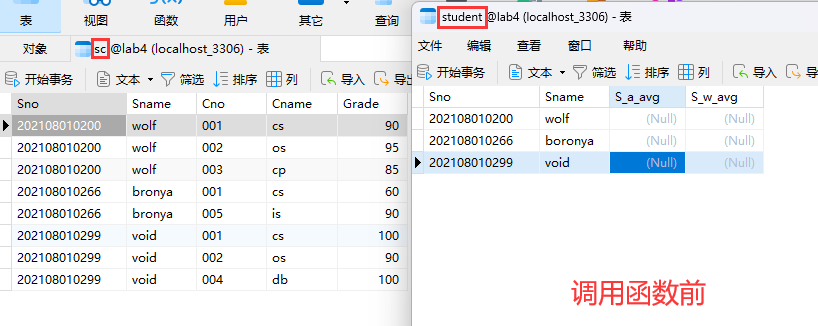 表 视图 函数 用户 其它 查询
对象 sc @lab4 (localhost_3306) - 表
开始事务 文本 筛选 排序 列 导入 导出
Sno Sname Cno Cname Grade
202108010200 wolf 001 cs 90
202108010200 wolf 002 os 95
202108010200 wolf 003 cp 85
202108010266 bronya 001 cs 60
202108010266 bronya 005 is 90
202108010299 void 001 cs 100
202108010299 void 002 os 90
202108010299 void 004 db 100
student @lab4 (localhost_3306) - 表
文件 编辑 查看 窗口 帮助
开始事务 文本 筛选 排序 列 导入
Sno Sname S_a_avg S_w_avg
202108010200 wolf (Null) (Null)
202108010266 boronya (Null) (Null)
202108010299 void (Null) (Null)
调用函数前